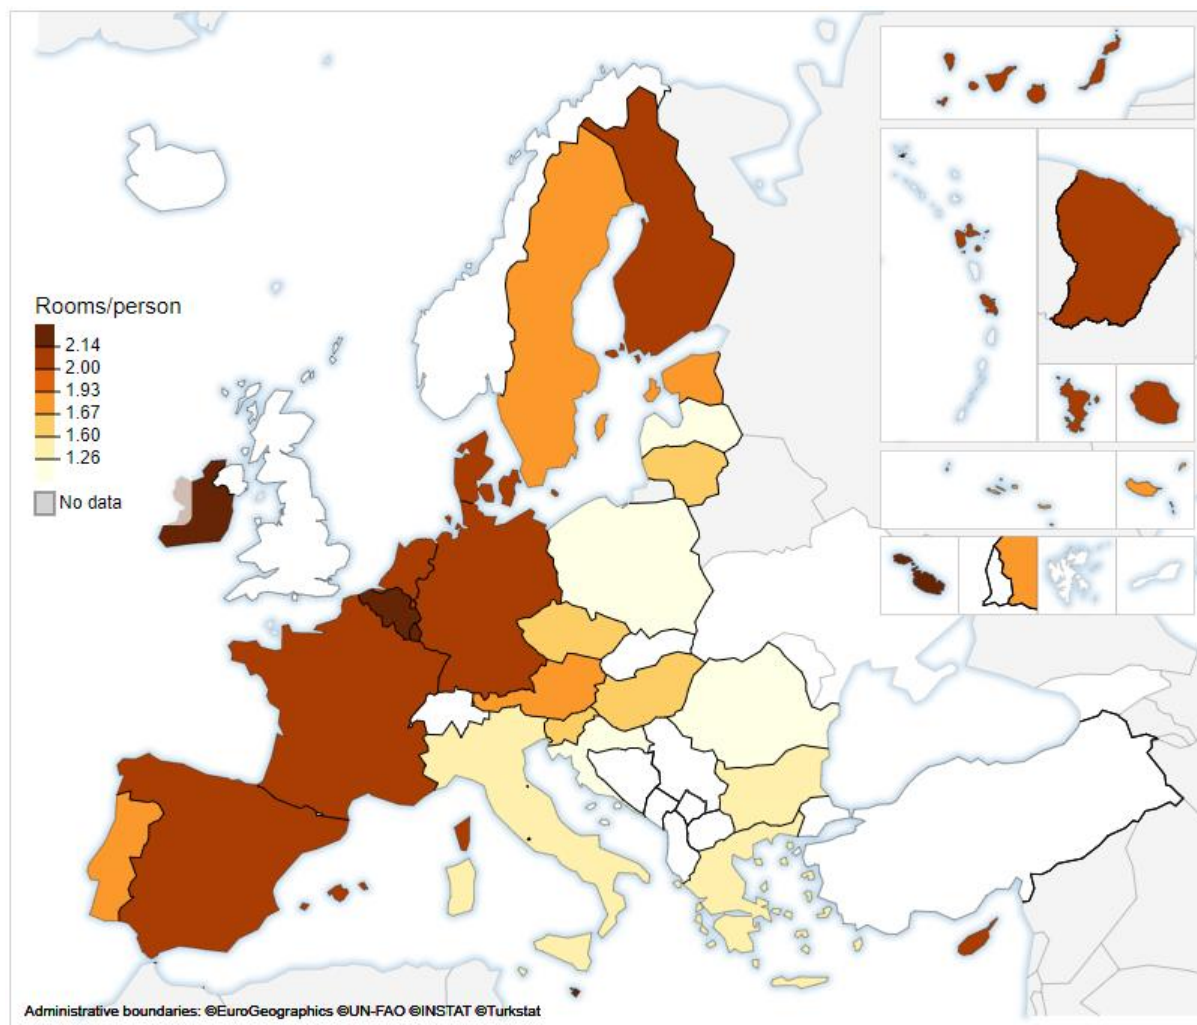 Rooms/person
2.14
2.00
1.93
1.67
1.60
1.26
No data
Administrative boundaries: ©EuroGeographics ©UN-FAO ©INSTAT ©Turkstat